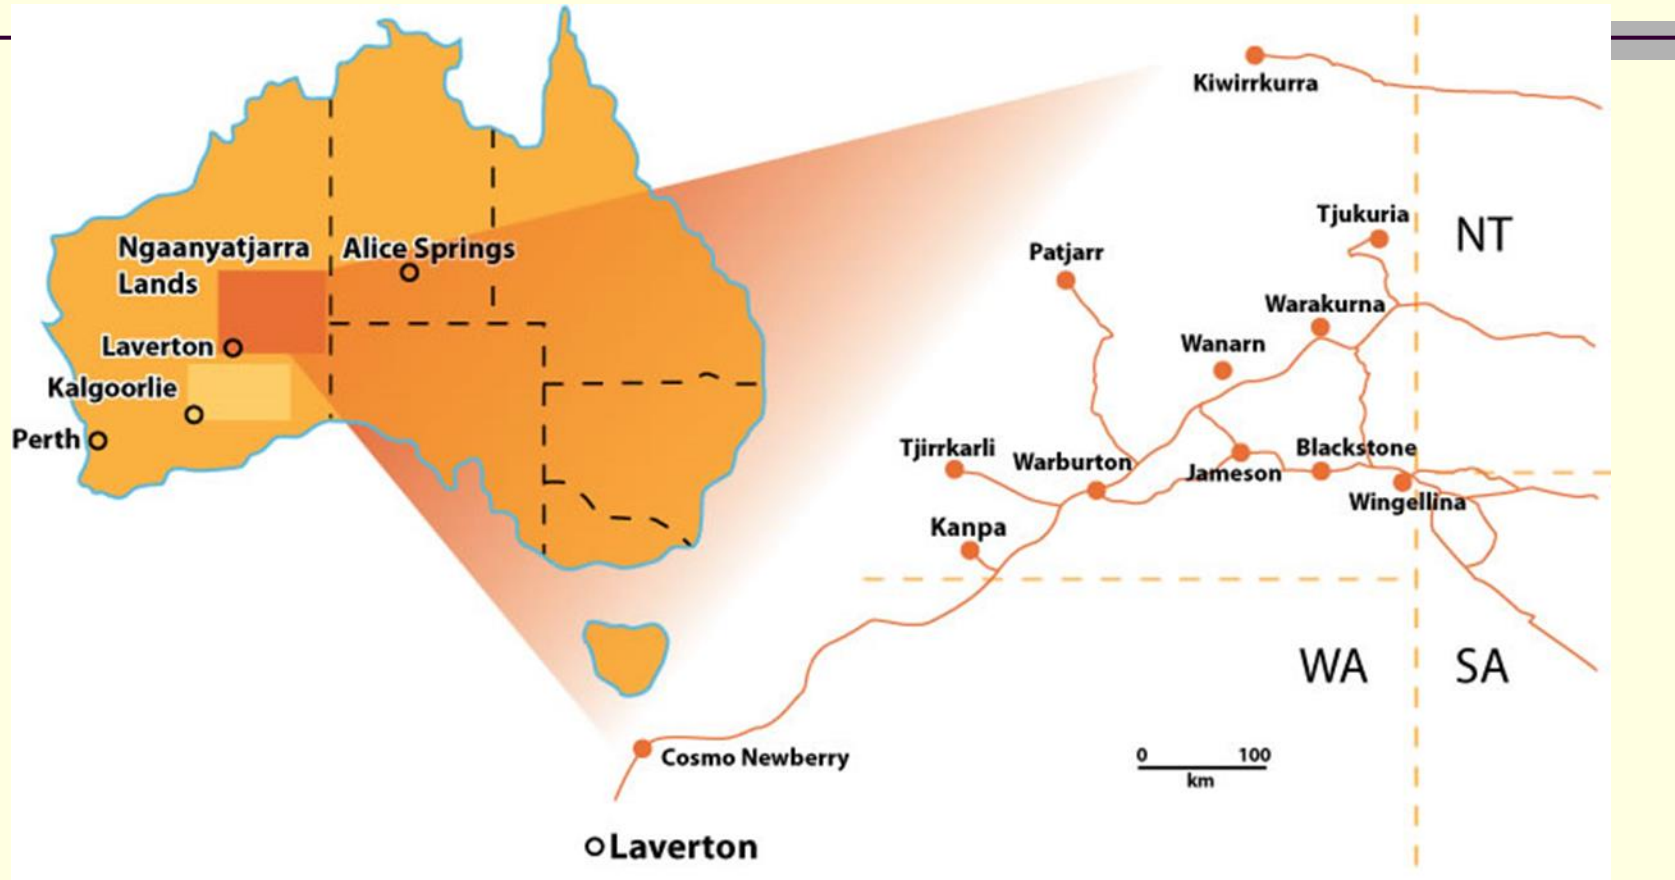 Ngaanyatjarra
Lands
Alice Springs
Laverton
Kalgoorlie
Perth
Kiwirrkurra
Tjukuria
NT
Patjarr
Warakurna
Wanarn
Tjirrkarli
Warburton
Blackstone
Jameson
Wingellina
Kanpa
WA
SA
Cosmo Newberry
0 100
km
Laverton